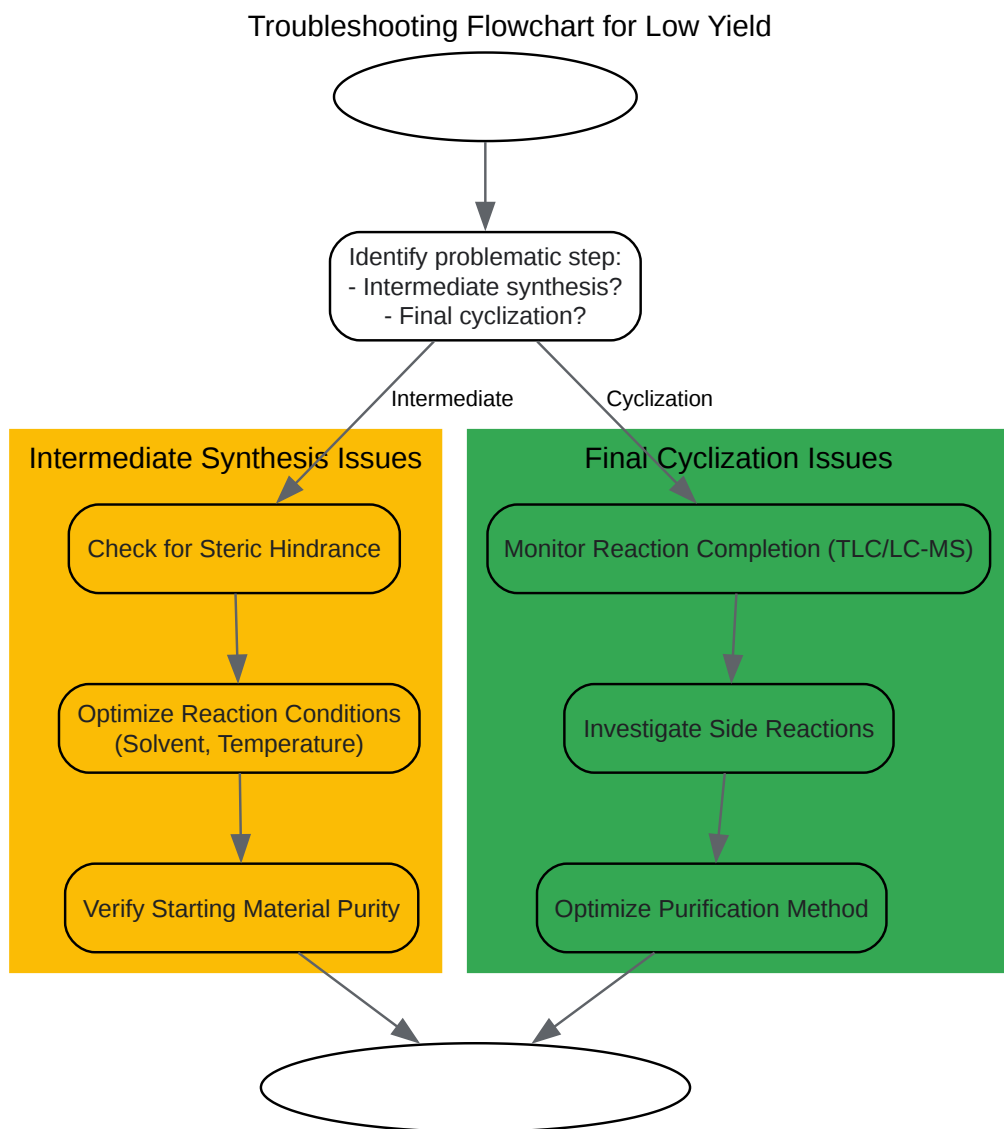 Troubleshooting Flowchart for Low Yield
Identify problematic step:
- Intermediate synthesis?
- Final cyclization?
Intermediate
Cyclization
Intermediate Synthesis Issues
Check for Steric Hindrance
Optimize Reaction Conditions
(Solvent, Temperature)
Verify Starting Material Purity
Final Cyclization Issues
Monitor Reaction Completion (TLC/LC-MS)
Investigate Side Reactions
Optimize Purification Method